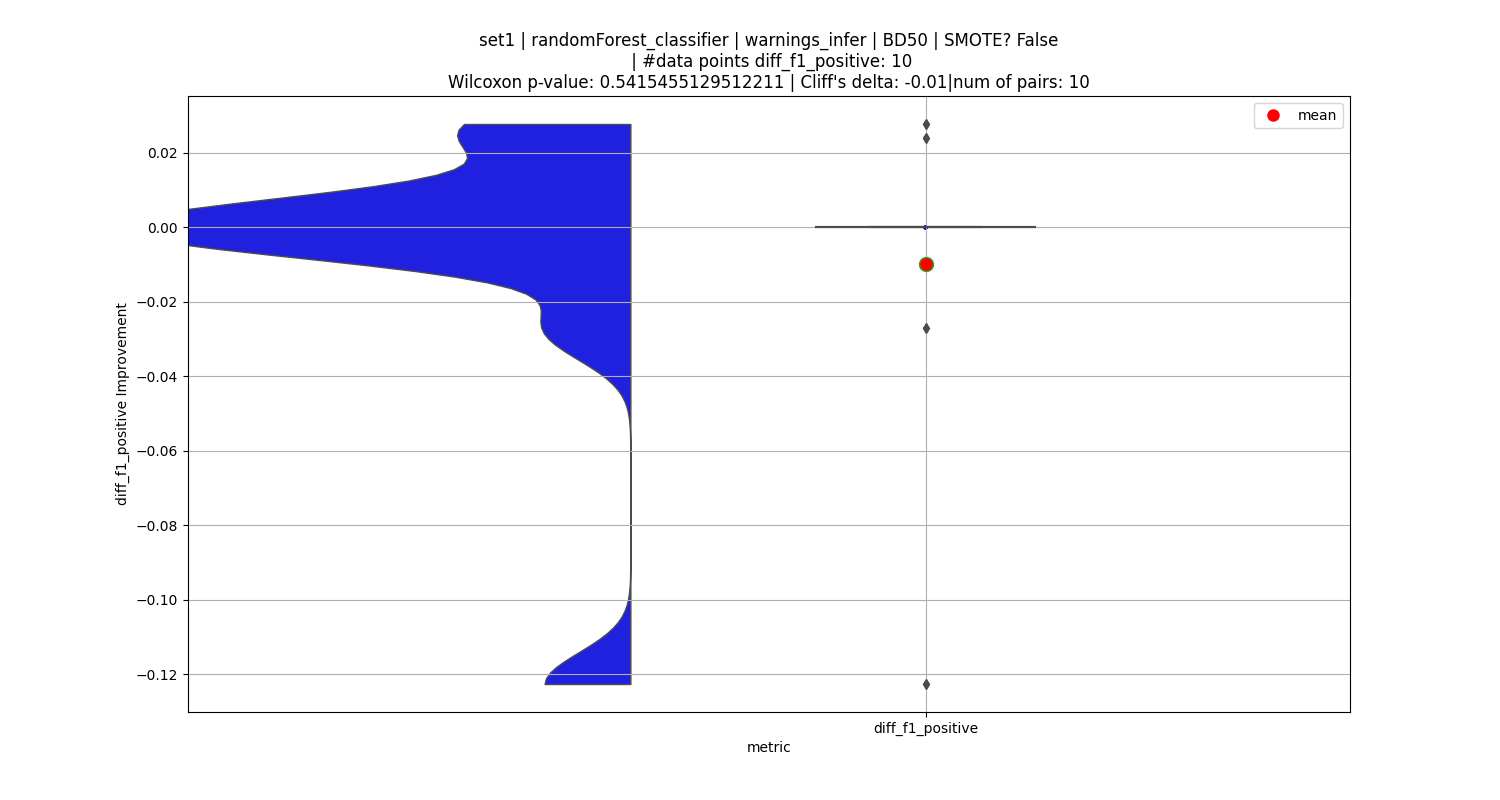 set1 | randomForest_classifier | warnings_infer | BD50 | SMOTE? False
| #data points diff_f1_positive: 10
Wilcoxon p-value: 0.5415455129512211 | Cliff's delta: -0.01|num of pairs: 10
mean
0.02
0.00
−0.02
−0.04
−0.06
−0.08
−0.10
−0.12
diff_f1_positive Improvement
diff_f1_positive
metric